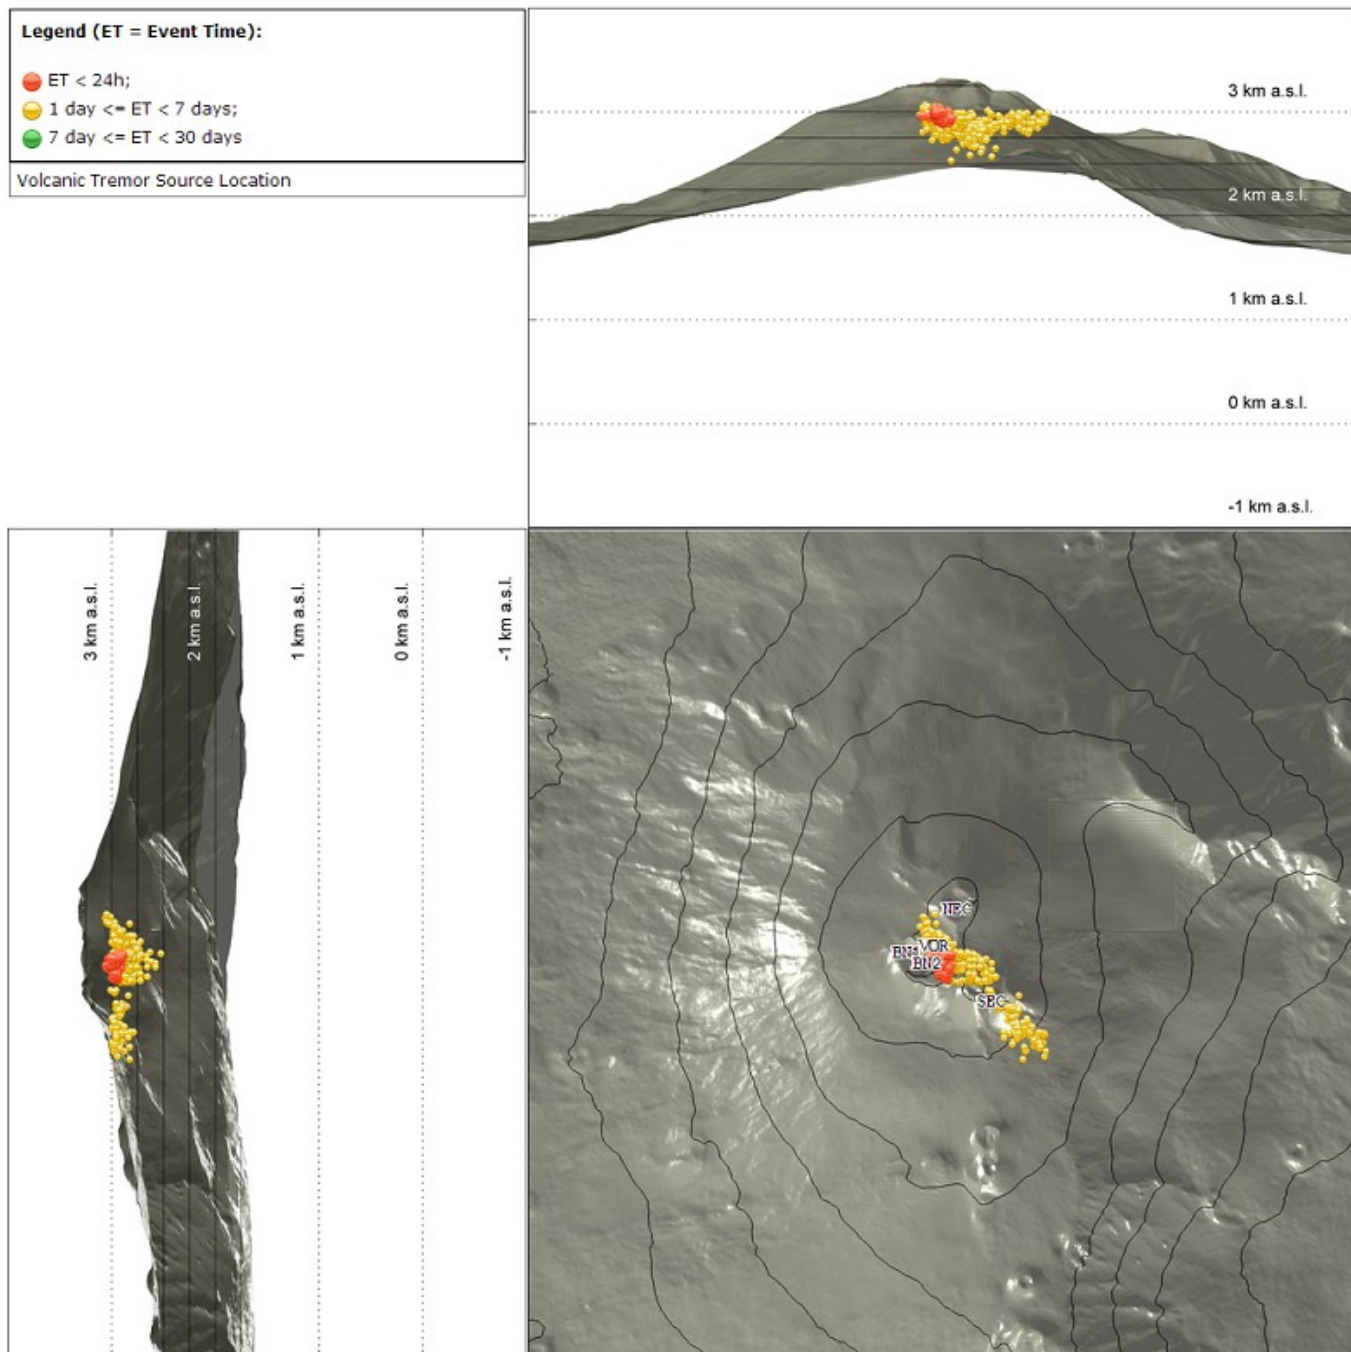 Legend (ET = Event Time):
ET < 24h;
1 day <= ET < 7 days;
7 day <= ET < 30 days
Volcanic Tremor Source Location
3 km a.s.l.
2 km a.s.l.
1 km a.s.l.
0 km a.s.l.
-1 km a.s.l.
3 km a.s.l.
2 km a.s.l.
1 km a.s.l.
0 km a.s.l.
-1 km a.s.l.
NEC
VOR
BN1
BN2
SEC